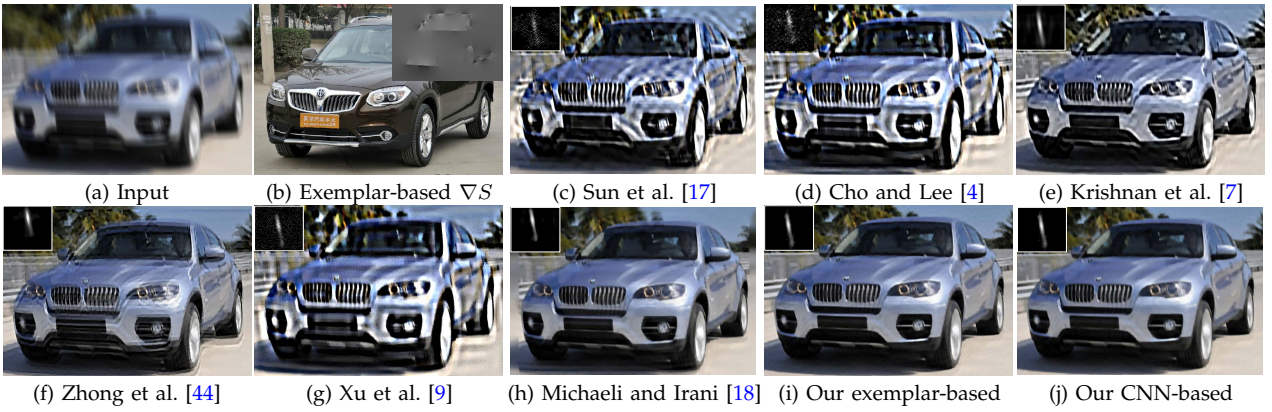 (a) Input
(b) Exemplar-based ∇S
(c) Sun et al. [17]
(d) Cho and Lee [4]
(e) Krishnan et al. [7]
(f) Zhong et al. [44]
(g) Xu et al. [9]
(h) Michaeli and Irani [18]
(i) Our exemplar-based
(j) Our CNN-based